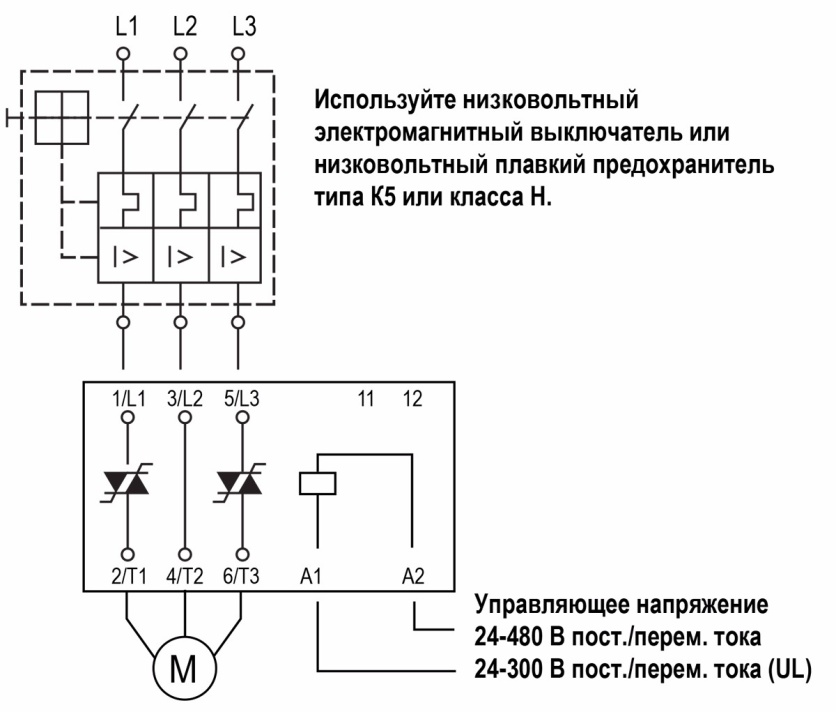 L1 L2 L3
Используйте низковольтный
электромагнитный выключатель или
низковольтный плавкий предохранитель
типа К5 или класса Н.
I> I> I>
1/L1 3/L2 5/L3 11 12
2/T1 4/T2 6/T3 A1 A2
M
Управляющее напряжение
24-480 В пост./перем. тока
24-300 В пост./перем. тока (UL)